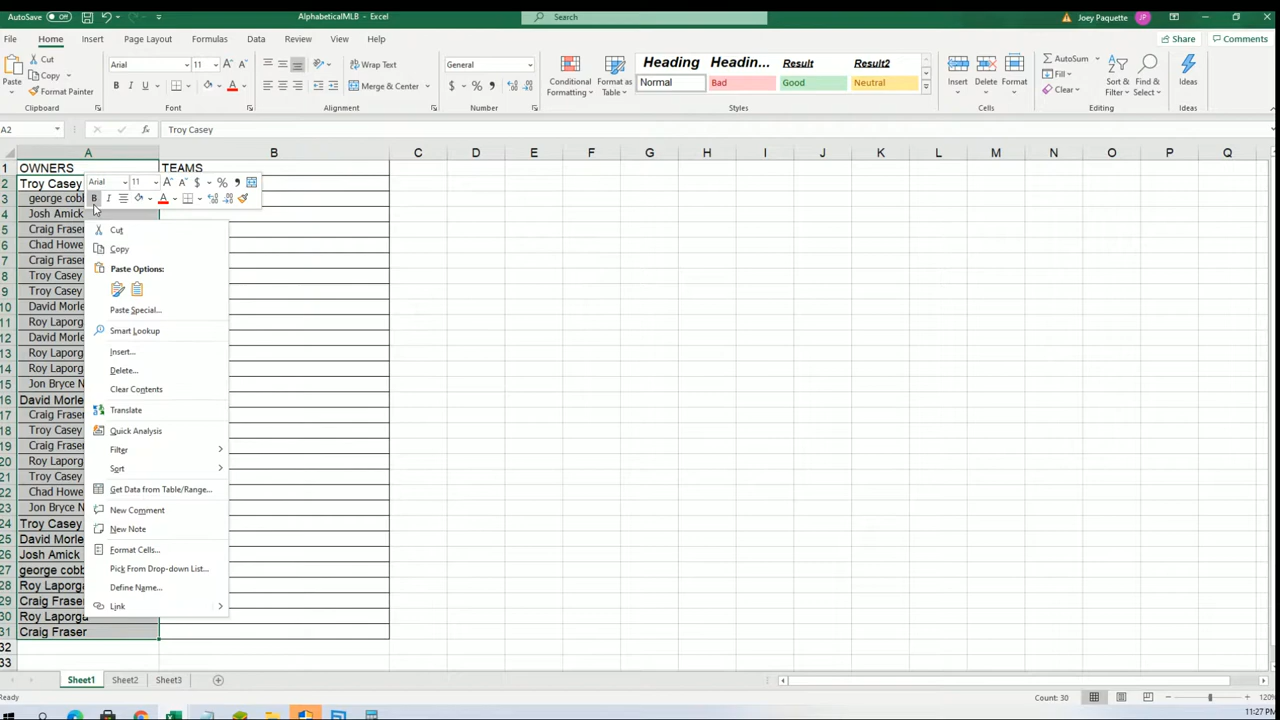 AutoSave Off AlphabeticalMLB - Excel Search Joey Paquette JP
File Home Insert Page Layout Formulas Data Review View Help Share Comments
Paste Cut Copy Format Painter Clipboard
Arial 11 A A B I U A Font
Wrap Text Merge & Center Alignment
General $ % , Number
Conditional Formatting Format as Table
Heading Headin... Result Result2
Normal Bad Good Neutral
Styles
Insert Delete Format Cells
AutoSum Fill Clear Sort & Filter Find & Select Editing
Ideas Ideas
A2 fx Troy Casey
A B C D E F G H I J K L M N O P Q
1 OWNERS TEAMS
2 Troy Casey
3 george cobb
4 Josh Amick
5 Craig Fraser
6 Chad Howe
7 Craig Fraser
8 Troy Casey
9 Troy Casey
10 David Morle
11 Roy Laporg
12 David Morle
13 Roy Laporg
14 Roy Laporg
15 Jon Bryce N
16 David Morle
17 Craig Fraser
18 Troy Casey
19 Craig Fraser
20 Roy Laporg
21 Troy Casey
22 Chad Howe
23 Jon Bryce N
24 Troy Casey
25 David Morle
26 Josh Amick
27 george cobb
28 Roy Laporga
29 Craig Fraser
30 Roy Laporga
31 Craig Fraser
32
33
Arial 11 A A $ % ,
B I A
Cut
Copy
Paste Options:
Paste Special...
Smart Lookup
Insert...
Delete...
Clear Contents
Translate
Quick Analysis
Filter
Sort
Get Data from Table/Range...
New Comment
New Note
Format Cells...
Pick From Drop-down List...
Define Name...
Link
Sheet1 Sheet2 Sheet3
Ready Count: 30 120%
11:27 PM